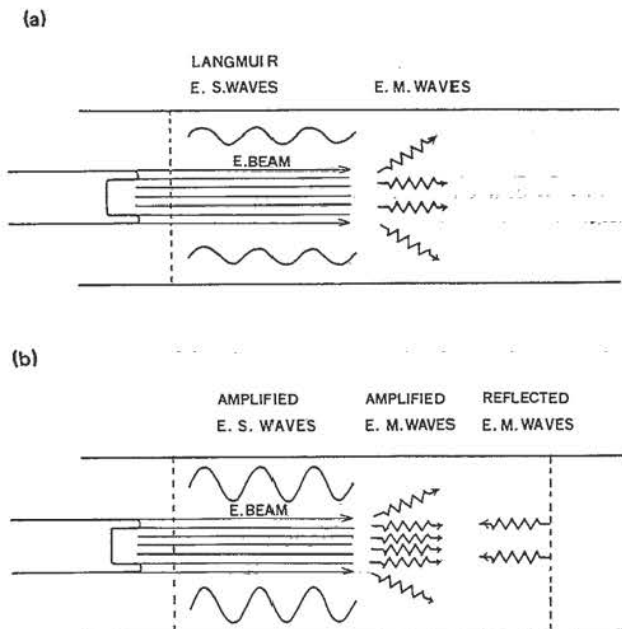 (a)
LANGMUIR
E. S.WAVES E. M. WAVES
E.BEAM
(b)
AMPLIFIED AMPLIFIED REFLECTED
E. S. WAVES E. M.WAVES E. M.WAVES
E.BEAM